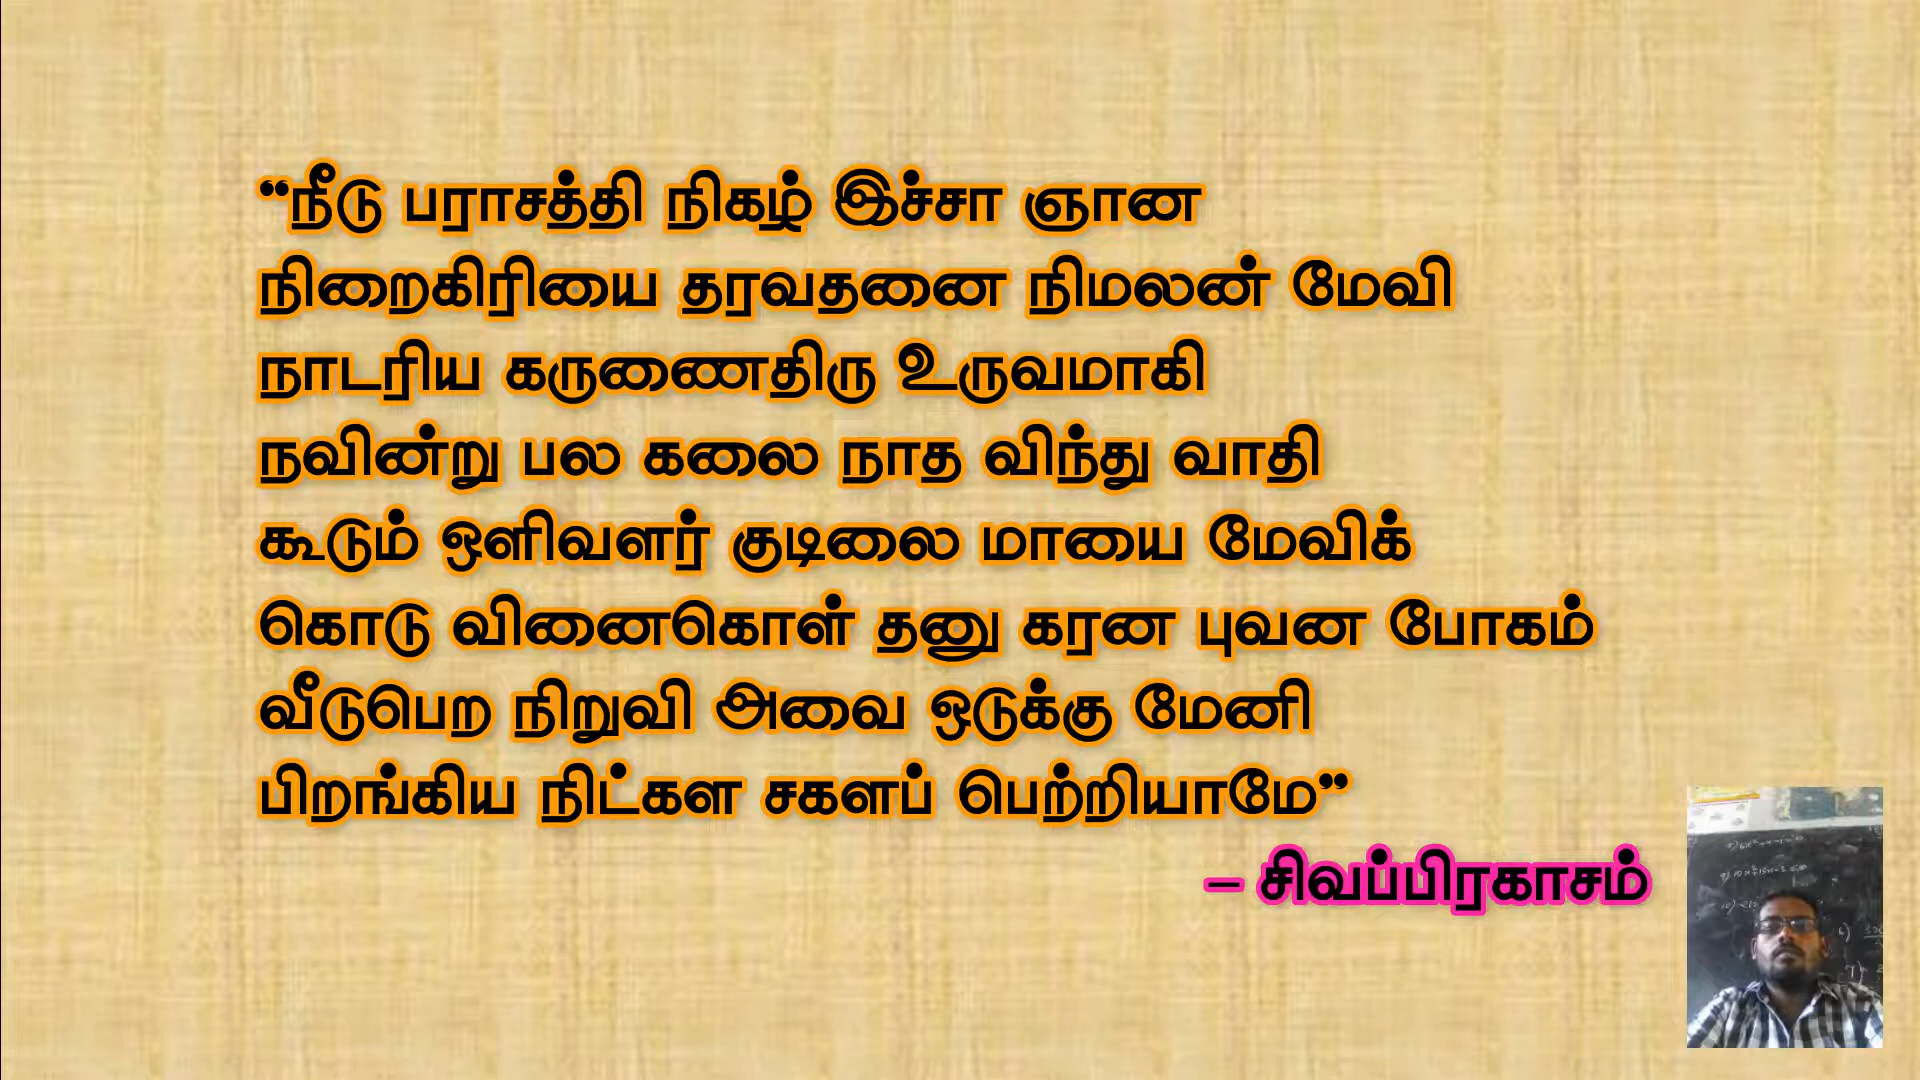 “நீடு பராசத்தி நிகழ் இச்சா ஞான
நிறைகிரியை தரவதனை நிமலன் மேவி
நாடரிய கருணைதிரு உருவமாகி
நவின்று பல கலை நாத விந்து வாதி
கூடும் ஒளிவளர் குடிலை மாயை மேவிக்
கொடு வினைகொள் தனு கரன புவன போகம்
வீடுபெற நிறுவி அவை ஒடுக்கு மேனி
பிறங்கிய நிட்கள சகளப் பெற்றியாமே”
– சிவப்பிரகாசம்